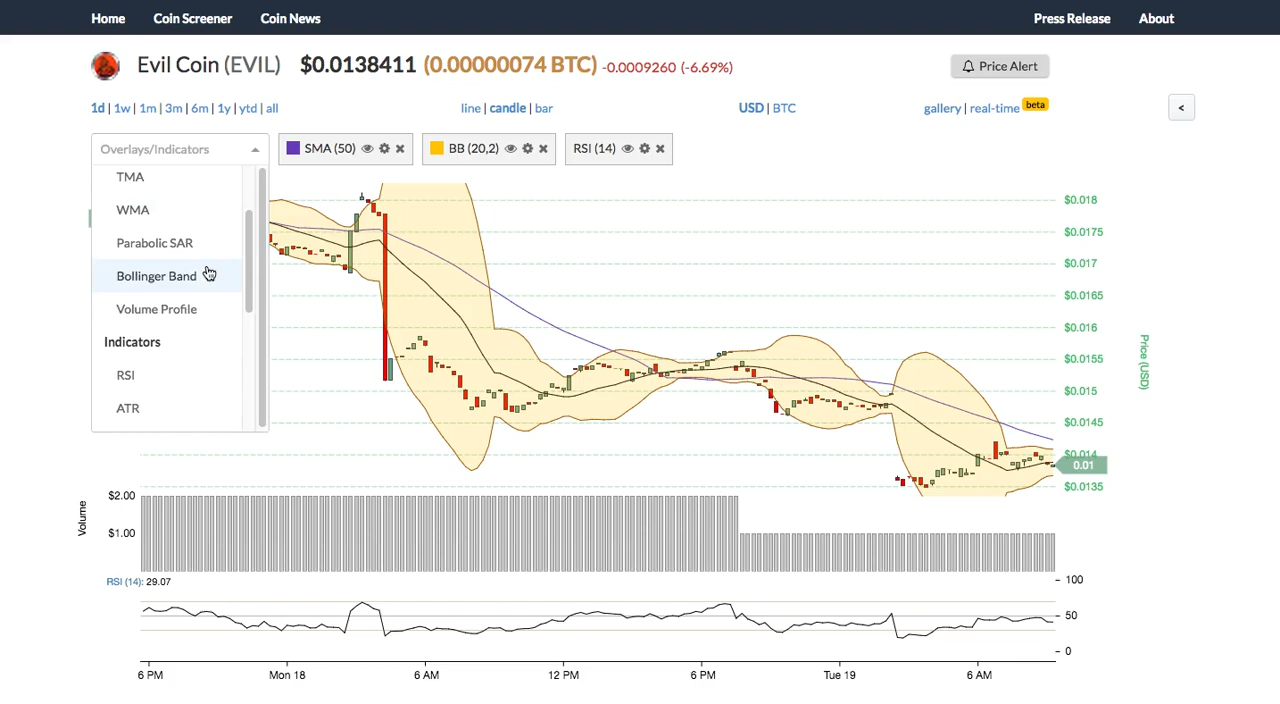 Home Coin Screener Coin News Press Release About
Evil Coin (EVIL) $0.0138411 (0.00000074 BTC) -0.0009260 (-6.69%) Price Alert
1d | 1w | 1m | 3m | 6m | 1y | ytd | all line | candle | bar USD | BTC gallery | real-time beta <
Overlays/Indicators SMA (50) BB (20,2) RSI (14)
TMA
WMA
Parabolic SAR
Bollinger Band
Volume Profile
Indicators
RSI
ATR
$0.018
$0.0175
$0.017
$0.0165
$0.016
$0.0155
$0.015
$0.0145
$0.014
0.01
$0.0135
Price (USD)
Volume
$2.00
$1.00
RSI (14): 29.07
100
50
0
6 PM Mon 18 6 AM 12 PM 6 PM Tue 19 6 AM